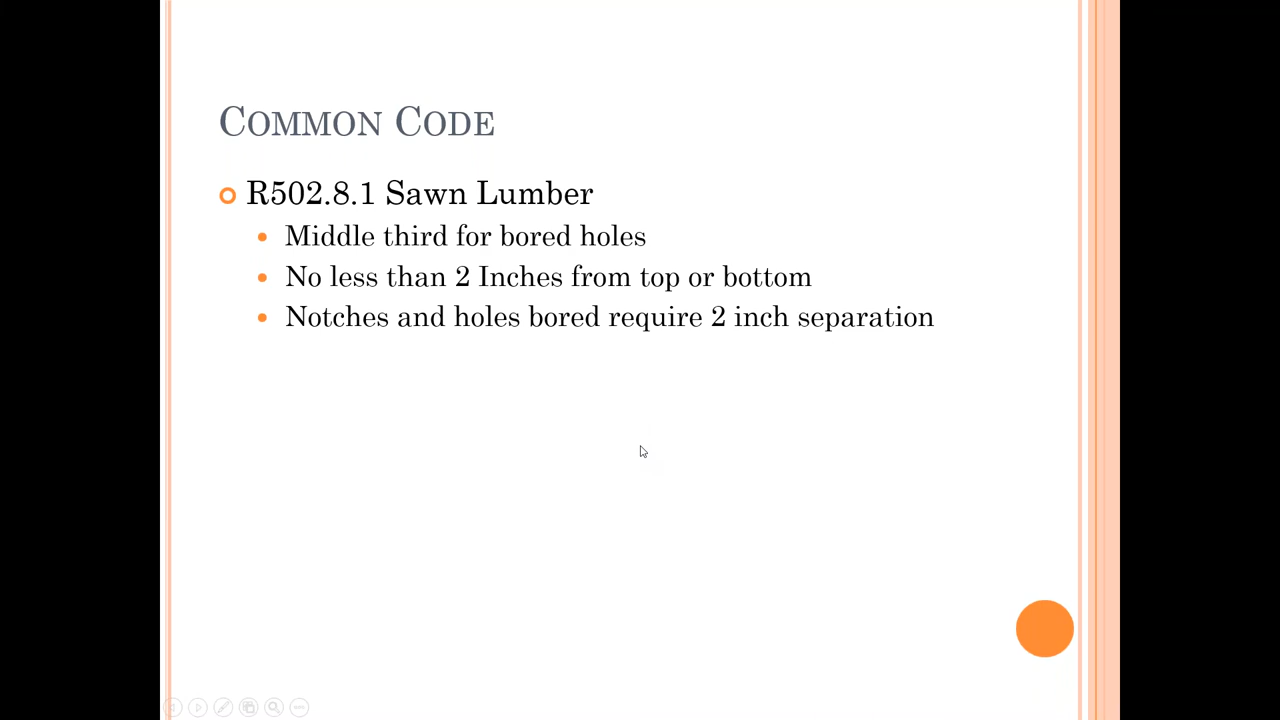 Common Code
R502.8.1 Sawn Lumber
Middle third for bored holes
No less than 2 Inches from top or bottom
Notches and holes bored require 2 inch separation